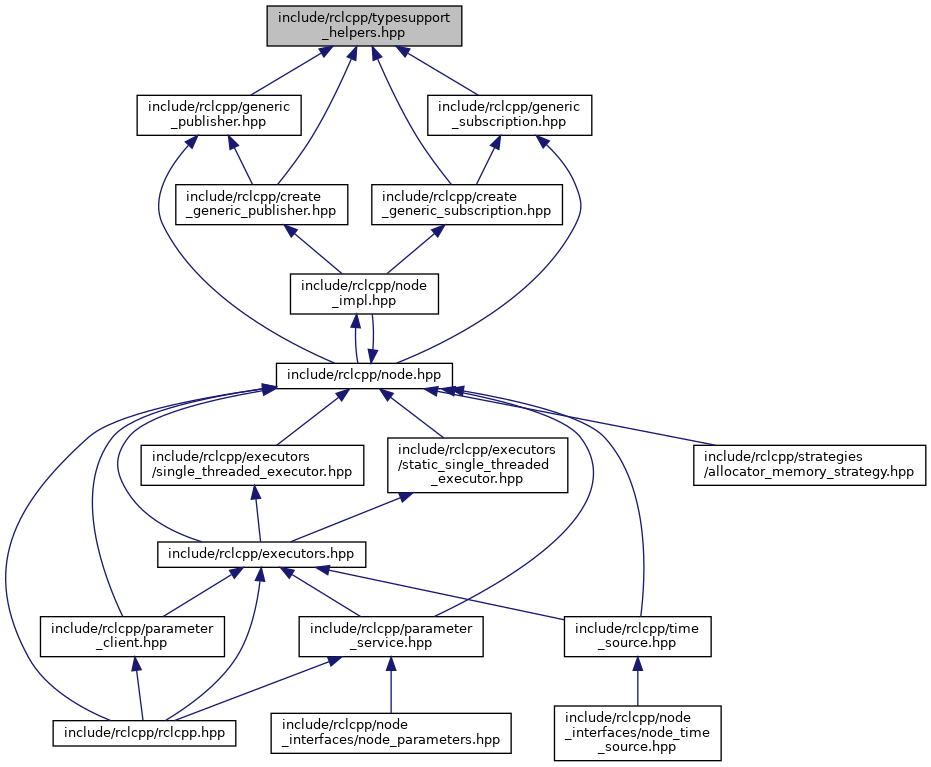 include/rclcpp/typesupport
_helpers.hpp
include/rclcpp/generic
_publisher.hpp
include/rclcpp/generic
_subscription.hpp
include/rclcpp/create
_generic_publisher.hpp
include/rclcpp/create
_generic_subscription.hpp
include/rclcpp/node
_impl.hpp
include/rclcpp/node.hpp
include/rclcpp/executors
/single_threaded_executor.hpp
include/rclcpp/executors
/static_single_threaded
_executor.hpp
include/rclcpp/strategies
/allocator_memory_strategy.hpp
include/rclcpp/executors.hpp
include/rclcpp/parameter
_client.hpp
include/rclcpp/parameter
_service.hpp
include/rclcpp/time
_source.hpp
include/rclcpp/rclcpp.hpp
include/rclcpp/node
_interfaces/node_parameters.hpp
include/rclcpp/node
_interfaces/node_time
_source.hpp